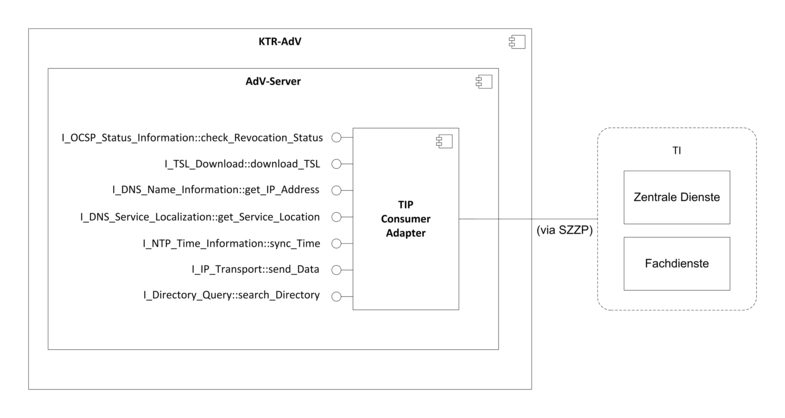 KTR-AdV
AdV-Server
I_OCSP_Status_Information::check_Revocation_Status
I_TSL_Download::download_TSL
I_DNS_Name_Information::get_IP_Address
I_DNS_Service_Localization::get_Service_Location
I_NTP_Time_Information::sync_Time
I_IP_Transport::send_Data
I_Directory_Query::search_Directory
TIP
Consumer
Adapter
(via SZZP)
TI
Zentrale Dienste
Fachdienste